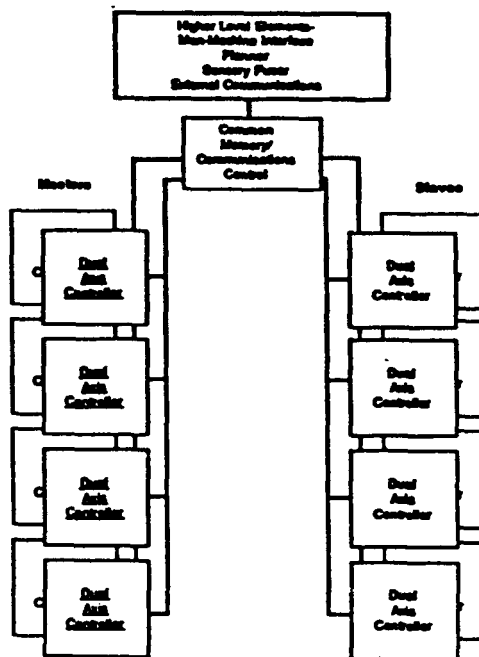 Higher Level Elements-
Man-Machine Interface
Planner
Sensory Fuser
External Communications
Common
Memory/
Communications
Control
Masters
Slaves
Dual
Axis
Controller
Dual
Axis
Controller
Dual
Axis
Controller
Dual
Axis
Controller
Dual
Axis
Controller
Dual
Axis
Controller
Dual
Axis
Controller
Dual
Axis
Controller